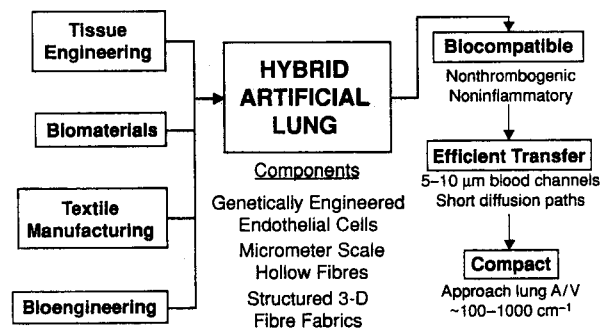 Tissue
Engineering
Biomaterials
Textile
Manufacturing
Bioengineering
HYBRID
ARTIFICIAL
LUNG
Components
Genetically Engineered
Endothelial Cells
Micrometer Scale
Hollow Fibres
Structured 3-D
Fibre Fabrics
Biocompatible
Nonthrombogenic
Noninflammatory
Efficient Transfer
5–10 μm blood channels
Short diffusion paths
Compact
Approach lung A/V
~100–1000 cm⁻¹